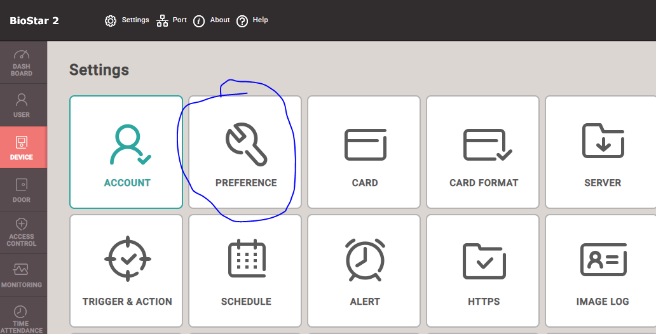 BioStar 2
Settings
Port
About
Help
DASH
BOARD
USER
DEVICE
DOOR
ACCESS
CONTROL
MONITORING
TIME
ATTENDANCE
Settings
ACCOUNT
PREFERENCE
CARD
CARD FORMAT
SERVER
TRIGGER & ACTION
SCHEDULE
ALERT
HTTPS
IMAGE LOG